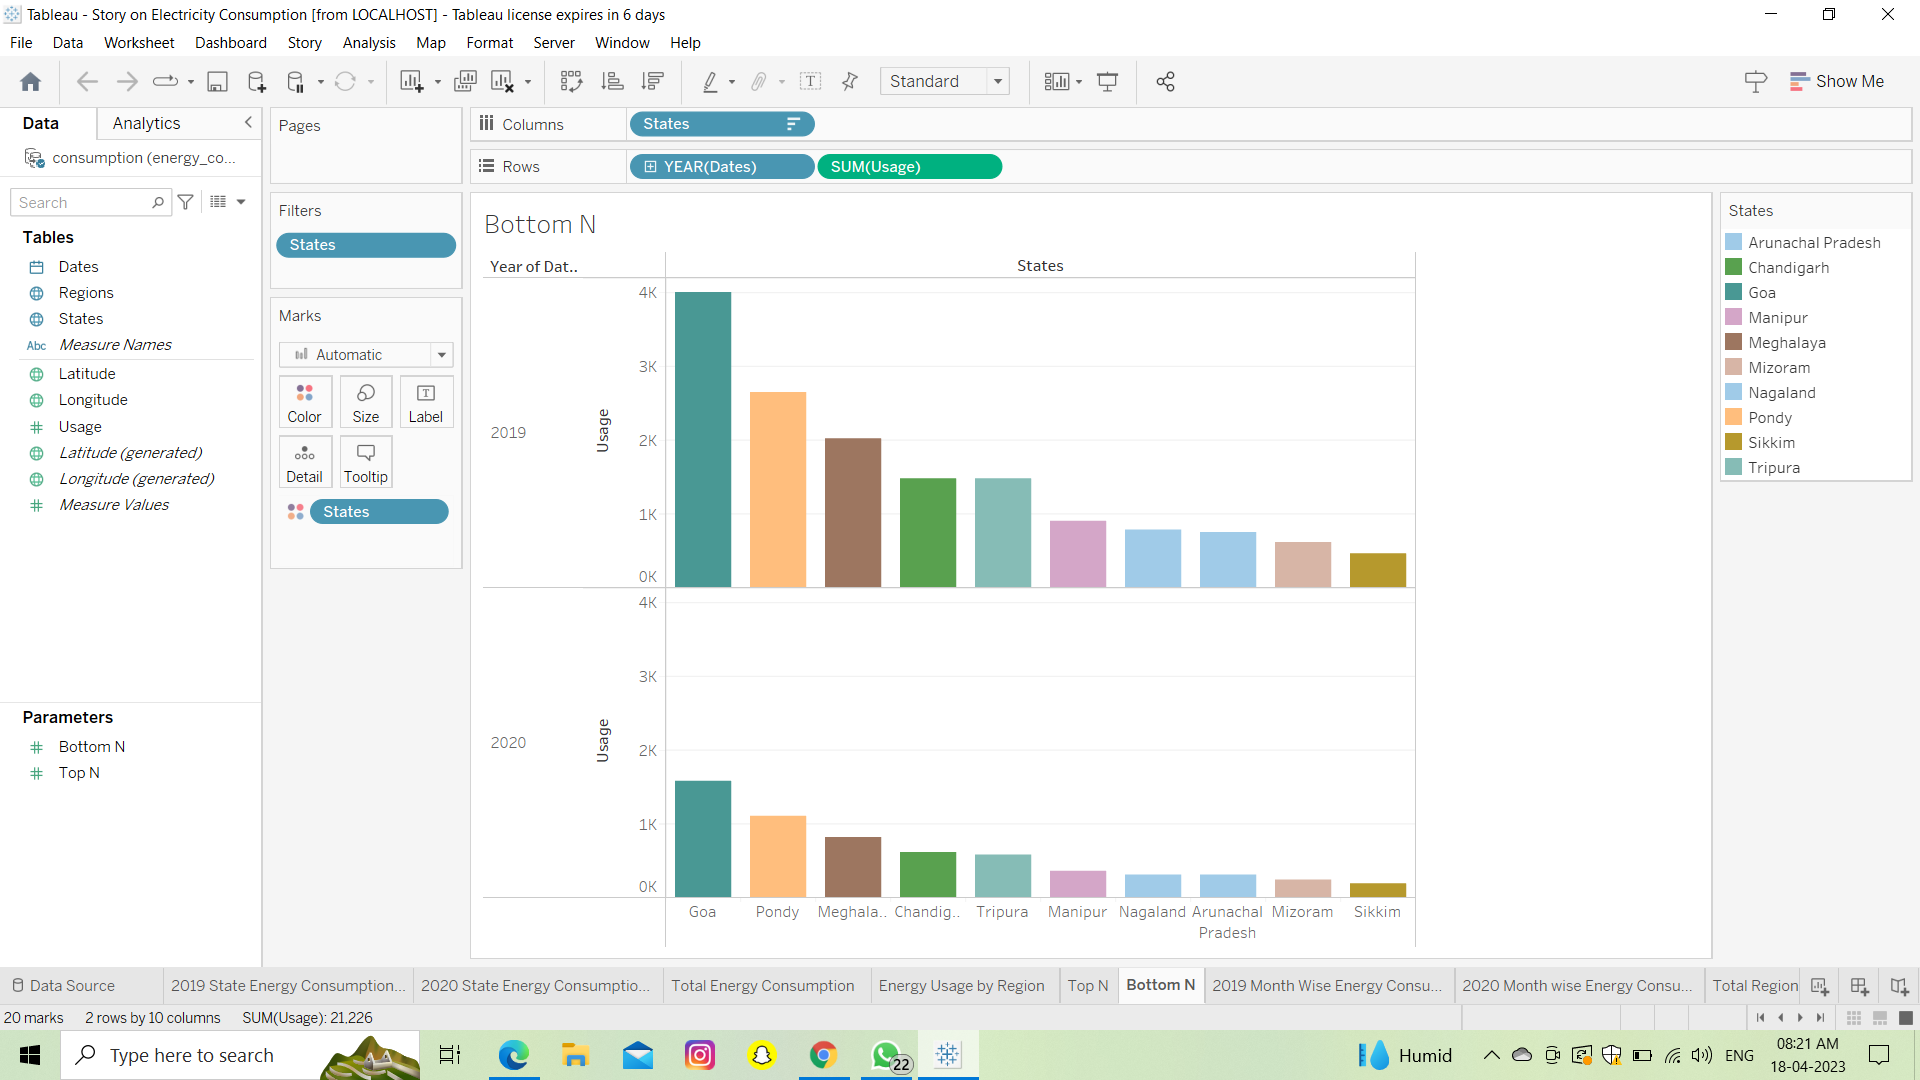 Tableau - Story on Electricity Consumption [from LOCALHOST] - Tableau license expires in 6 days
File Data Worksheet Dashboard Story Analysis Map Format Server Window Help
Standard
Show Me
Data Analytics
consumption (energy_co...
Search
Tables
Dates
Regions
States
Abc Measure Names
Latitude
Longitude
Usage
Latitude (generated)
Longitude (generated)
Measure Values
Parameters
Bottom N
Top N
Pages
Filters
States
Marks
Automatic
Color Size Label
Detail Tooltip
States
Columns States
Rows YEAR(Dates) SUM(Usage)
Bottom N
Year of Dat.. States
4K
3K
2K
1K
0K
2019
Usage
4K
3K
2K
1K
0K
2020
Usage
Goa Pondy Meghala.. Chandig.. Tripura Manipur Nagaland Arunachal Pradesh Mizoram Sikkim
States
Arunachal Pradesh
Chandigarh
Goa
Manipur
Meghalaya
Mizoram
Nagaland
Pondy
Sikkim
Tripura
Data Source 2019 State Energy Consumption... 2020 State Energy Consumptio... Total Energy Consumption Energy Usage by Region Top N Bottom N 2019 Month Wise Energy Consu... 2020 Month wise Energy Consu... Total Region
20 marks 2 rows by 10 columns SUM(Usage): 21,226
Type here to search
22
Humid
ENG
08:21 AM
18-04-2023